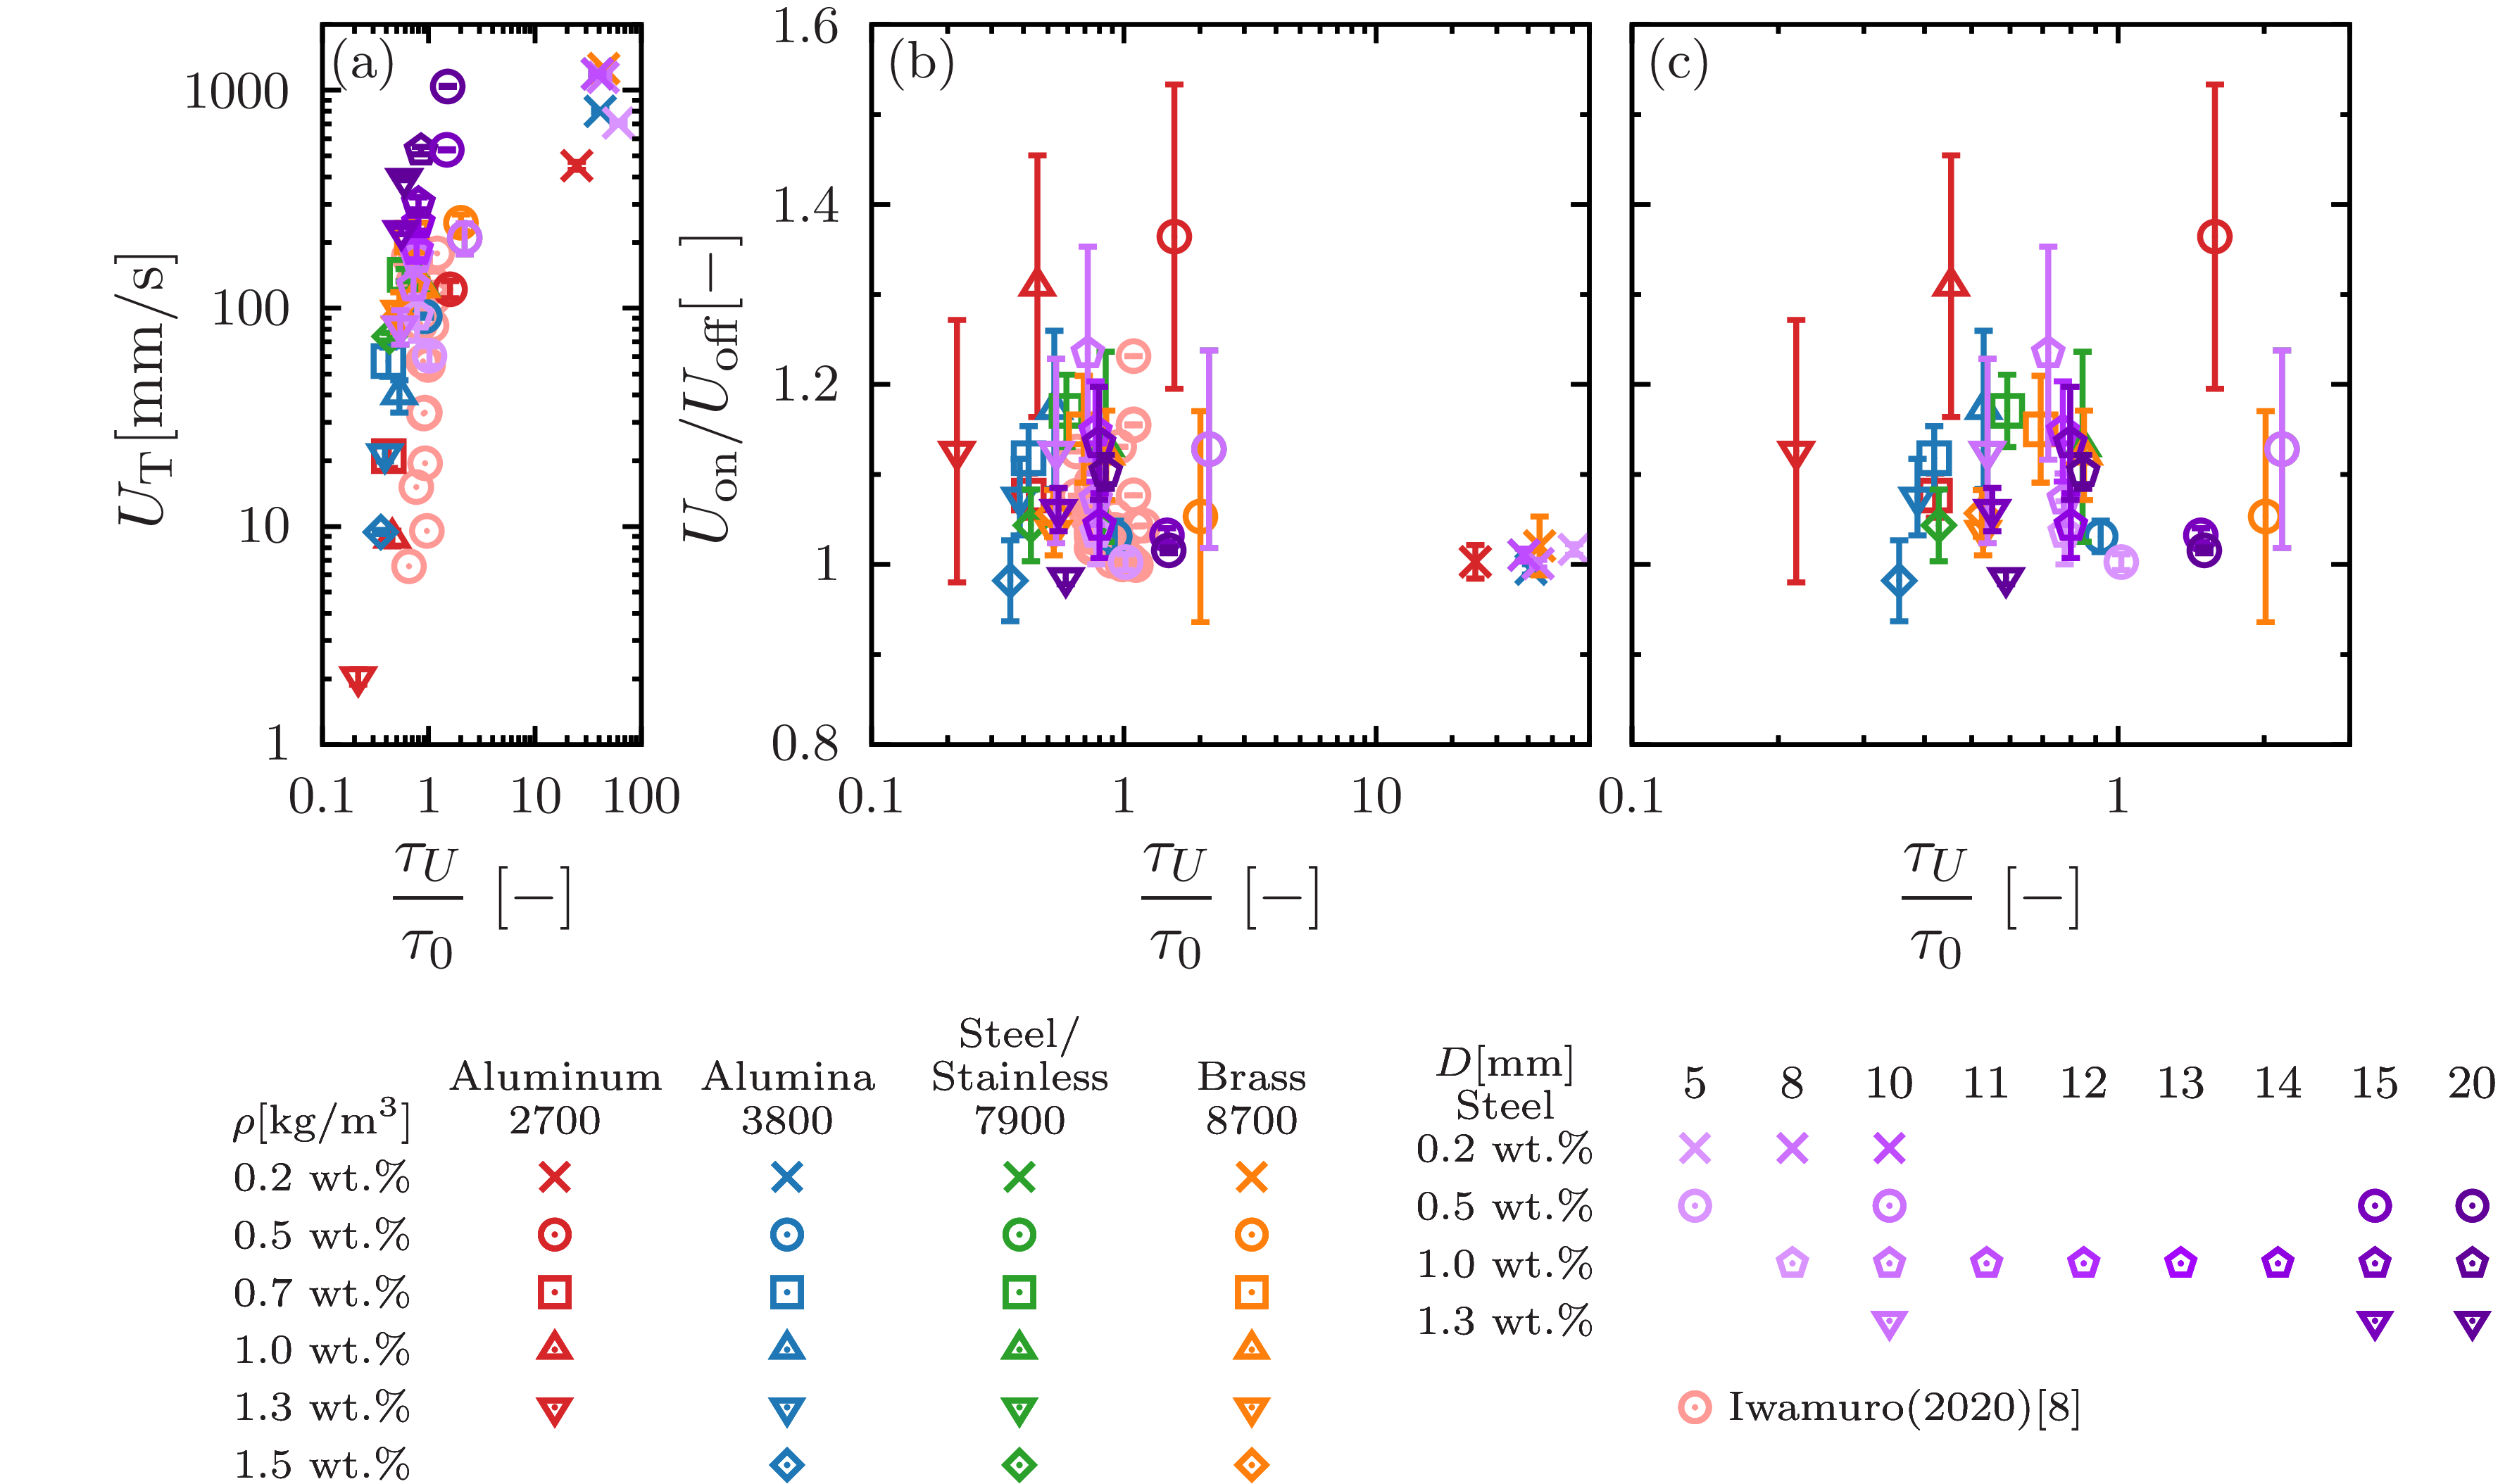 (a)
(b)
(c)
U_T[mm/s]
1000
100
10
1
0.1 1 10 100
τ_U/τ_0 [−]
U_on/U_off[−]
1.6
1.4
1.2
1
0.8
0.1 1 10
τ_U/τ_0 [−]
0.1 1
τ_U/τ_0 [−]
Steel/
Aluminum Alumina Stainless Brass
ρ[kg/m³] 2700 3800 7900 8700
0.2 wt.%
0.5 wt.%
0.7 wt.%
1.0 wt.%
1.3 wt.%
1.5 wt.%
D[mm] 5 8 10 11 12 13 14 15 20
Steel
0.2 wt.%
0.5 wt.%
1.0 wt.%
1.3 wt.%
Iwamuro(2020)[8]